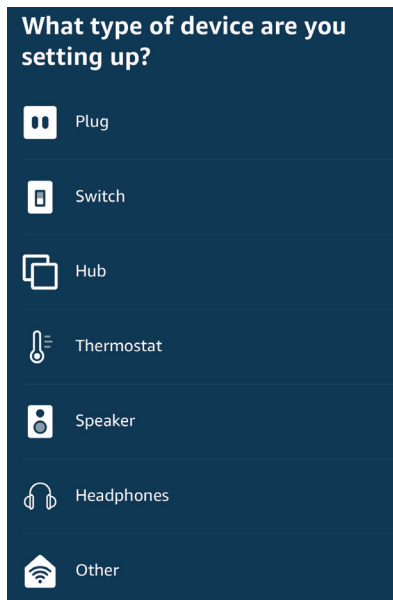 What type of device are you
setting up?
Plug
Switch
Hub
Thermostat
Speaker
Headphones
Other